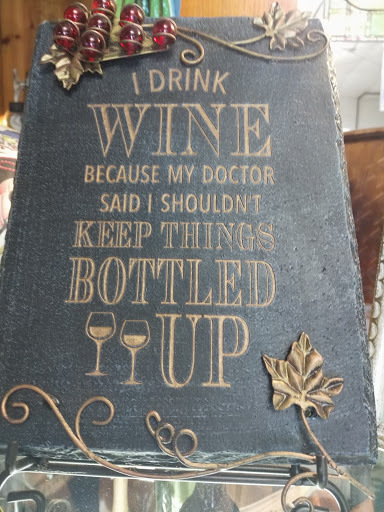 I DRINK
WINE
BECAUSE MY DOCTOR
SAID I SHOULDN'T
KEEP THINGS
BOTTLED
UP